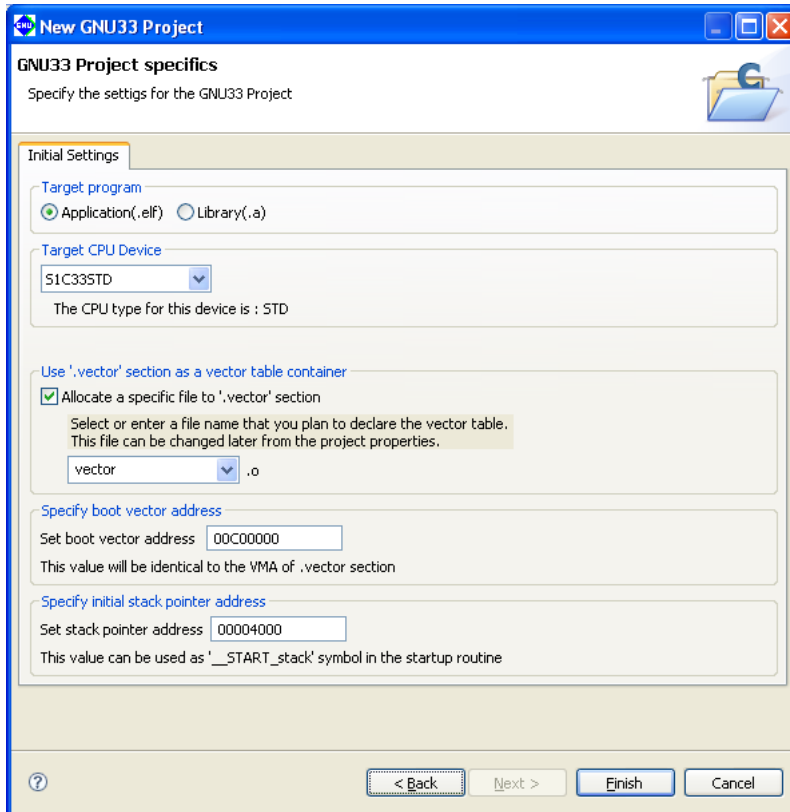 GNU New GNU33 Project
GNU33 Project specifics
Specify the settigs for the GNU33 Project
C
Initial Settings
Target program
Application(.elf) Library(.a)
Target CPU Device
S1C33STD
The CPU type for this device is : STD
Use '.vector' section as a vector table container
Allocate a specific file to '.vector' section
Select or enter a file name that you plan to declare the vector table.
This file can be changed later from the project properties.
vector .o
Specify boot vector address
Set boot vector address 00C00000
This value will be identical to the VMA of .vector section
Specify initial stack pointer address
Set stack pointer address 00004000
This value can be used as '__START_stack' symbol in the startup routine
? < Back Next > Finish Cancel